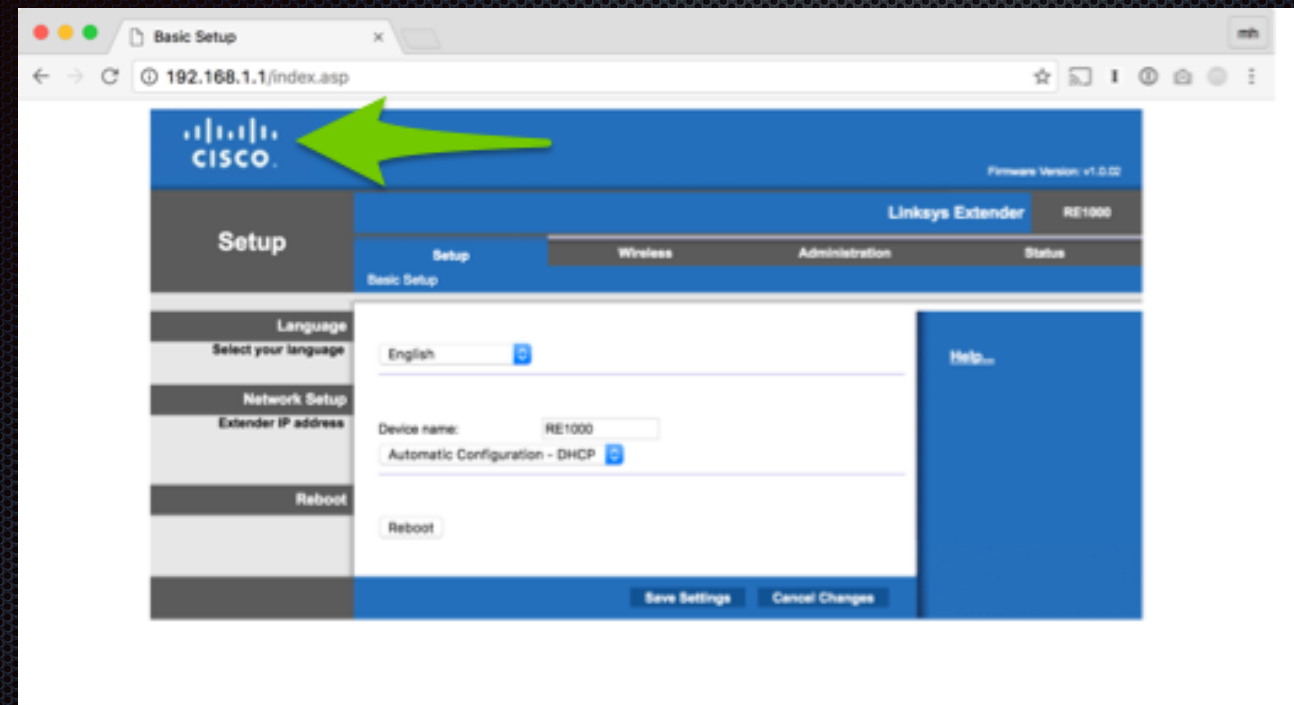 Basic Setup
mh
192.168.1.1/index.asp
CISCO.
Firmware Version: v1.0.02
Linksys Extender RE1000
Setup
Setup Wireless Administration Status
Basic Setup
Language
Select your language English
Help...
Network Setup
Extender IP address
Device name: RE1000
Automatic Configuration - DHCP
Reboot
Reboot
Save Settings Cancel Changes